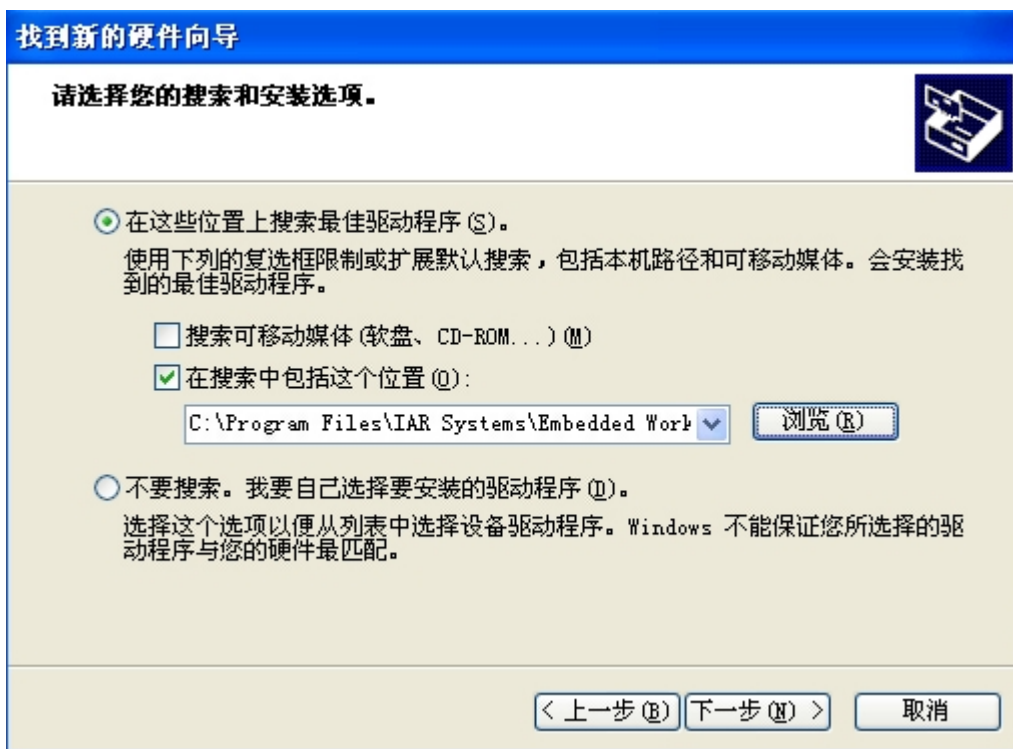 找到新的硬件向导
请选择您的搜索和安装选项。
在这些位置上搜索最佳驱动程序(S)。
使用下列的复选框限制或扩展默认搜索，包括本机路径和可移动媒体。会安装找
到的最佳驱动程序。
搜索可移动媒体(软盘、CD-ROM...)(M)
在搜索中包括这个位置(O):
C:\Program Files\IAR Systems\Embedded Work
浏览(R)
不要搜索。我要自己选择要安装的驱动程序(D)。
选择这个选项以便从列表中选择设备驱动程序。Windows 不能保证您所选择的驱
动程序与您的硬件最匹配。
< 上一步(B) 下一步(N) > 取消